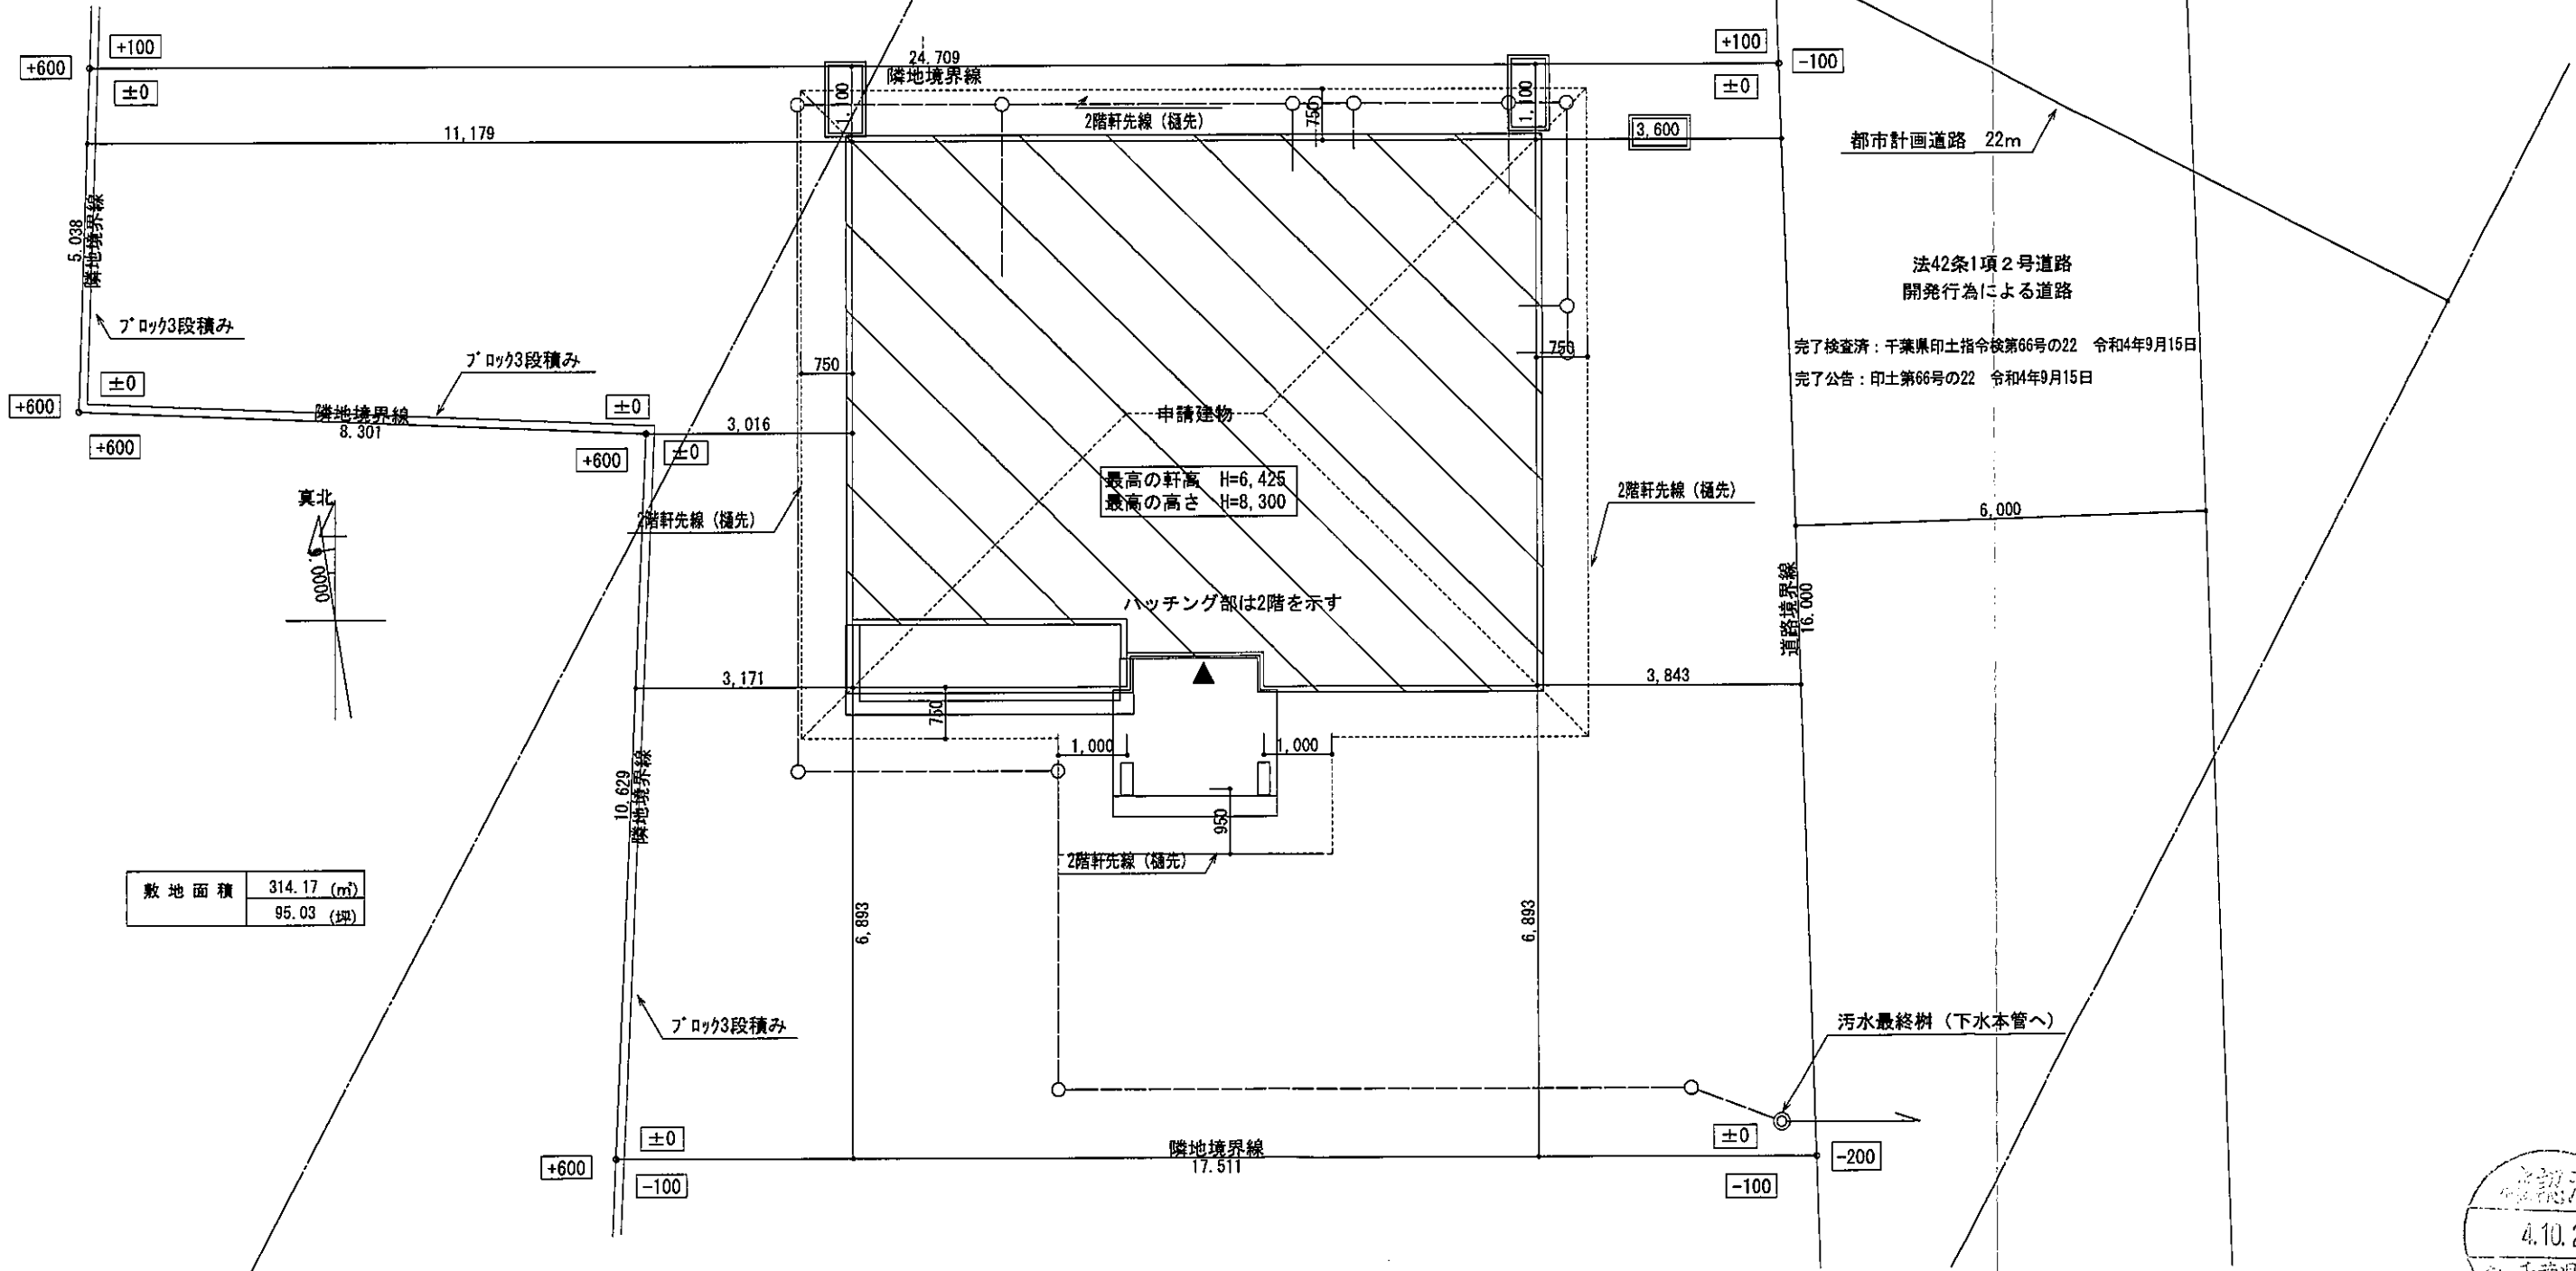 +100
+600
±0
24.709
隣地境界線
+100
-100
±0
1,100
1,100
750
2階軒先線（樋先）
11,179
3,600
都市計画道路　22m
5.038
隣地境界線
法42条1項２号道路
開発行為による道路
ﾌﾞﾛｯｸ3段積み
ﾌﾞﾛｯｸ3段積み
750
750
完了検査済：千葉県印土指令検第66号の22　令和4年9月15日
完了公告：印土第66号の22　令和4年9月15日
±0
+600
隣地境界線
8.301
±0
+600
+600
±0
3,016
申請建物
最高の軒高　H=6,425
最高の高さ　H=8,300
真北
9.0000
2階軒先線（樋先）
2階軒先線（樋先）
6,000
ハッチング部は2階を示す
道路境界線
16.000
3,171
3,843
750
1,000
1,000
950
2階軒先線（樋先）
10.629
隣地境界線
敷地面積
314.17 (㎡)
95.03 (坪)
6,893
6,893
ﾌﾞﾛｯｸ3段積み
汚水最終桝（下水本管へ）
±0
+600
-100
隣地境界線
17.511
±0
-200
-100
4.10.2